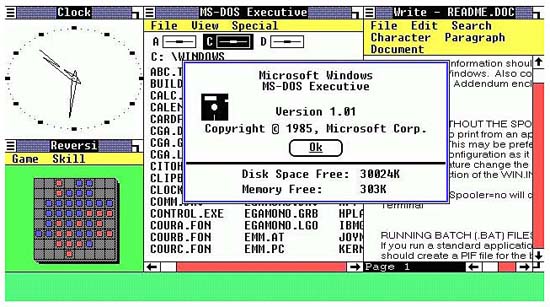 Clock
Reversi
Game Skill
MS-DOS Executive
File View Special
A C D
C: \WINDOWS
ABC.T
BUILD
CALC.
CALEN
CARDF
CGA.D
CGA.G
CGA.L
CITOH
CLIPB
CLOCK
COMM.
CONTROL.EXE EGAMONO.GRB HPLA
COURA.FON EGAMONO.LGO IBMG
COURB.FON EMM.AT JOYN
COURC.FON EMM.PC KERN
Microsoft Windows
MS-DOS Executive
Version 1.01
Copyright © 1985, Microsoft Corp.
Ok
Disk Space Free: 30024K
Memory Free: 303K
Write - README.DOC
File Edit Search
Character Paragraph
Document
nformation shoul
indows. Also co
Addendum encl
THOUT THE SPO
o print from an ap
This may be prefe
onfiguration as it
ature change the
ction of the WIN.IN
Spooler=no will d
Terminal
RUNNING BATCH (.BAT) FILES
If you run a standard applicatio
should create a PIF file for the b
Page 1